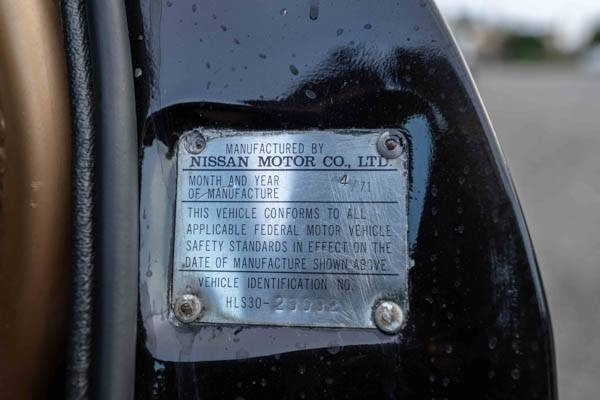 MANUFACTURED BY
NISSAN MOTOR CO., LTD.
MONTH AND YEAR
OF MANUFACTURE
4/71
THIS VEHICLE CONFORMS TO ALL
APPLICABLE FEDERAL MOTOR VEHICLE
SAFETY STANDARDS IN EFFECT ON THE
DATE OF MANUFACTURE SHOWN ABOVE.
VEHICLE IDENTIFICATION NO.
HLS30-